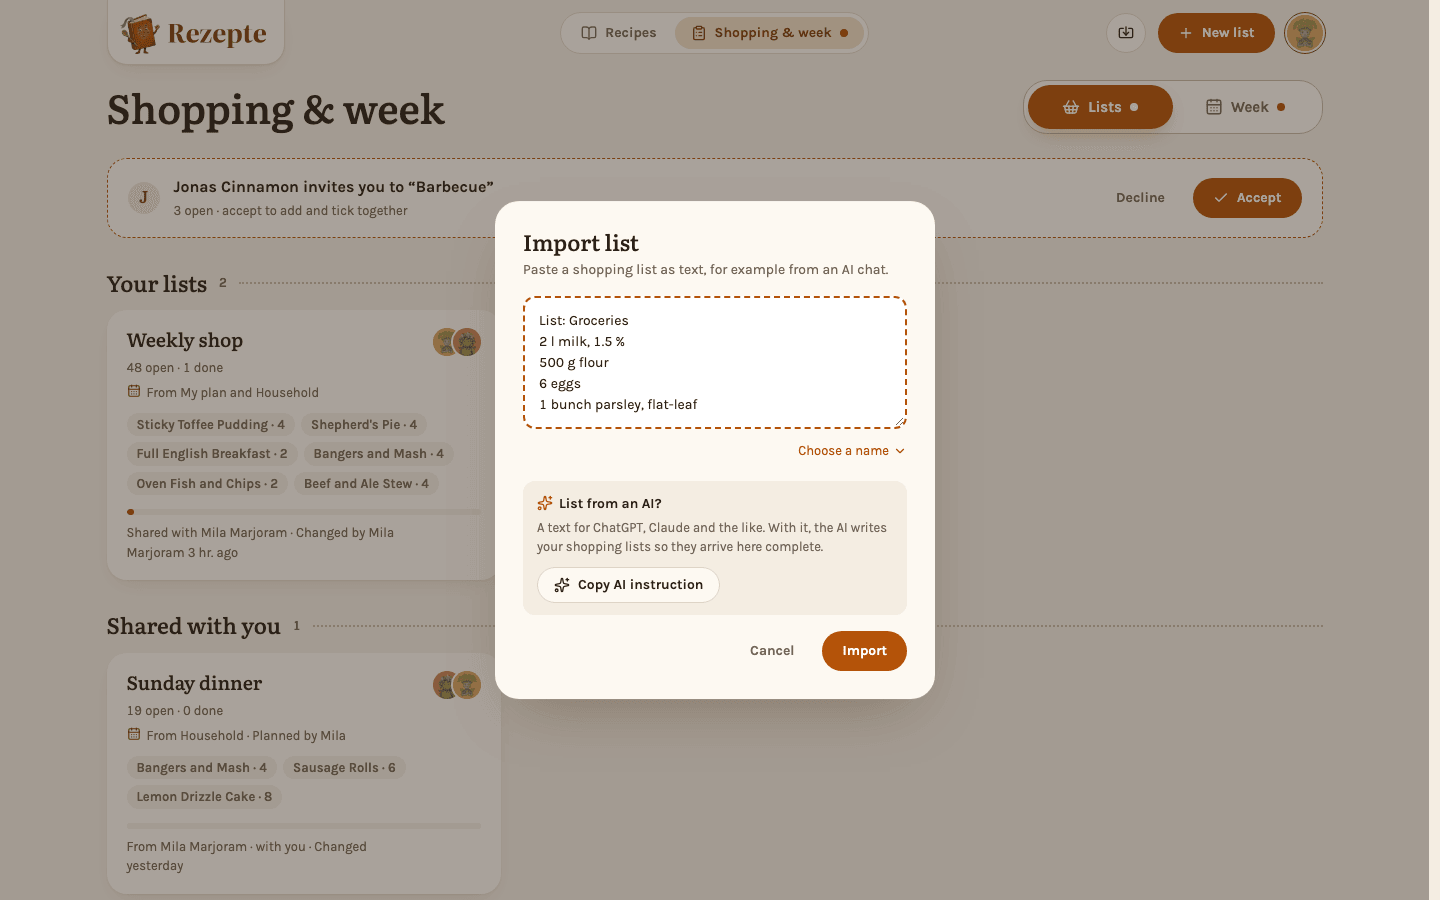 Rezepte
Recipes
Shopping & week
New list
Shopping & week
Lists
Week
J
Jonas Cinnamon invites you to “Barbecue”
3 open · accept to add and tick together
Decline
Accept
Your lists 2
Weekly shop
48 open · 1 done
From My plan and Household
Sticky Toffee Pudding · 4
Shepherd's Pie · 4
Full English Breakfast · 2
Bangers and Mash · 4
Oven Fish and Chips · 2
Beef and Ale Stew · 4
Shared with Mila Marjoram · Changed by Mila
Marjoram 3 hr. ago
Shared with you 1
Sunday dinner
19 open · 0 done
From Household · Planned by Mila
Bangers and Mash · 4
Sausage Rolls · 6
Lemon Drizzle Cake · 8
From Mila Marjoram · with you · Changed
yesterday
Import list
Paste a shopping list as text, for example from an AI chat.
List: Groceries
2 l milk, 1.5 %
500 g flour
6 eggs
1 bunch parsley, flat-leaf
Choose a name
List from an AI?
A text for ChatGPT, Claude and the like. With it, the AI writes
your shopping lists so they arrive here complete.
Copy AI instruction
Cancel
Import